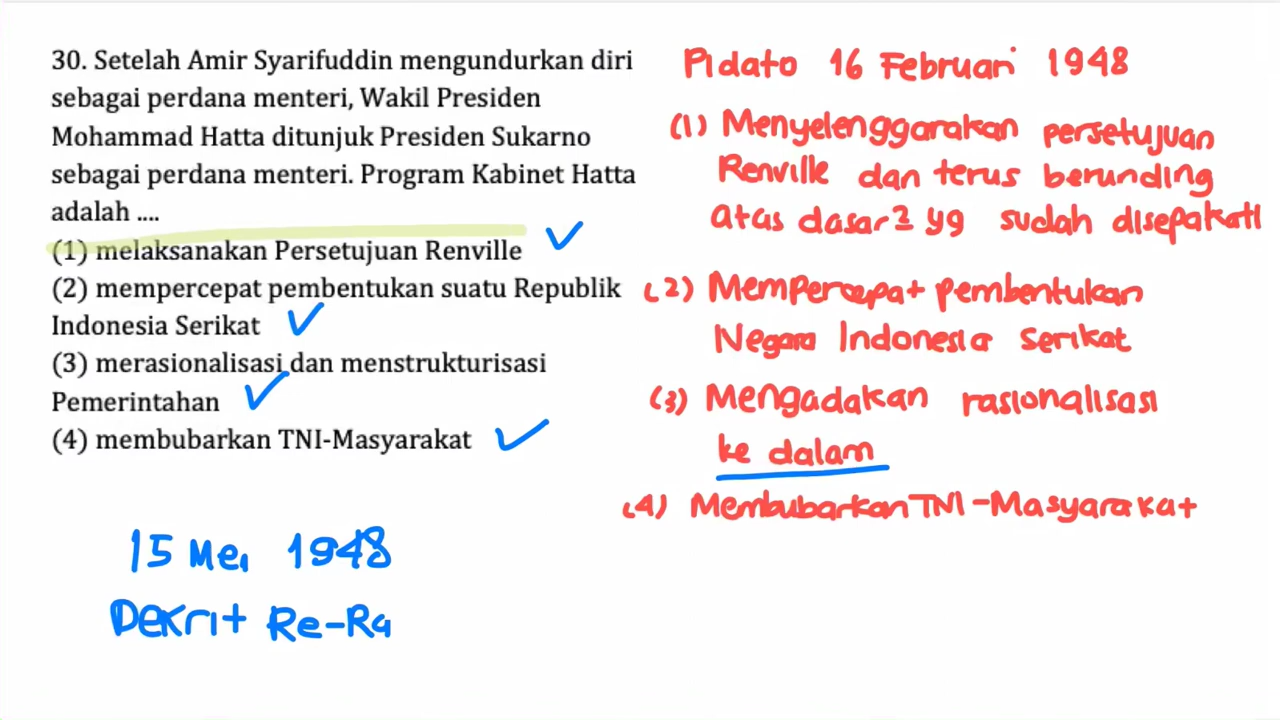 30. Setelah Amir Syarifuddin mengundurkan diri
sebagai perdana menteri, Wakil Presiden
Mohammad Hatta ditunjuk Presiden Sukarno
sebagai perdana menteri. Program Kabinet Hatta
adalah ....
(1) melaksanakan Persetujuan Renville
(2) mempercepat pembentukan suatu Republik
Indonesia Serikat
(3) merasionalisasi dan menstrukturisasi
Pemerintahan
(4) membubarkan TNI-Masyarakat
15 Mei 1948
Dekrit Re-Ra
Pidato 16 Februari 1948
(1) Menyelenggarakan persetujuan
Renville dan terus berunding
atas dasar2 yg sudah disepakati
(2) Mempercepat pembentukan
Negara Indonesia Serikat
(3) Mengadakan rasionalisasi
ke dalam
(4) Membubarkan TNI-Masyarakat